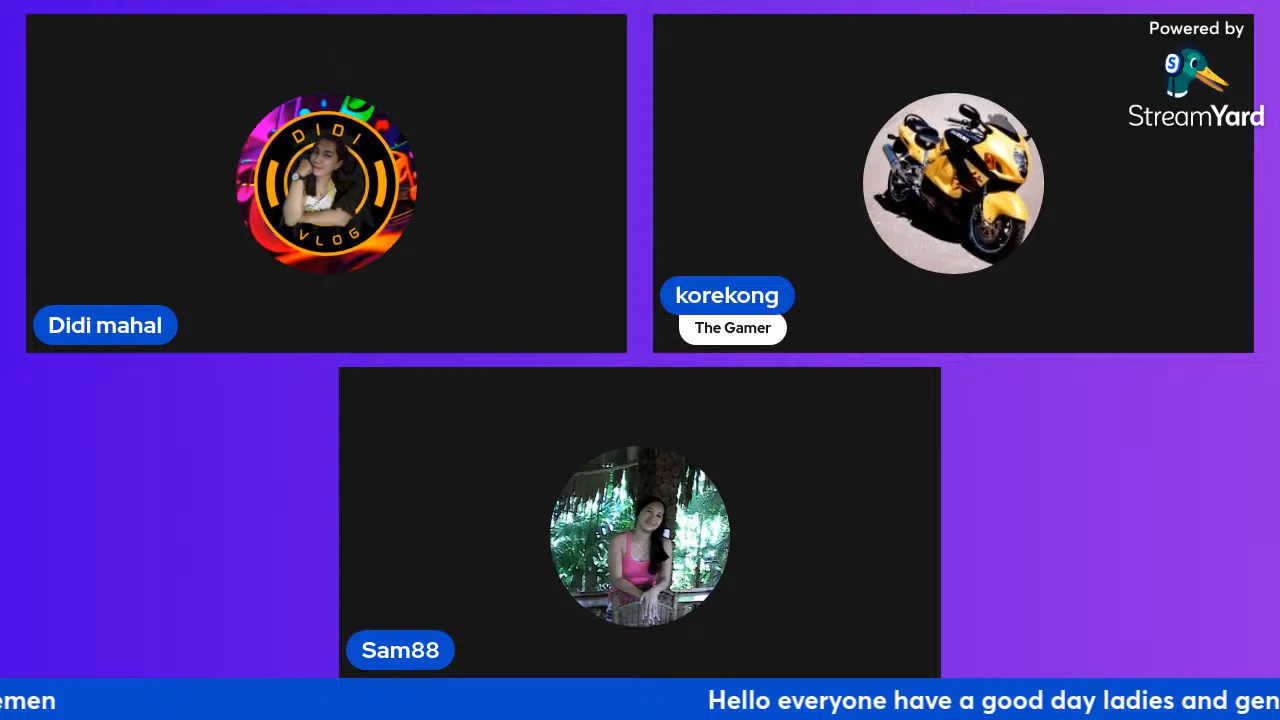 Powered by
StreamYard
DIDI
VLOG
SUZUKI
Didi mahal
korekong
The Gamer
Sam88
emen
Hello everyone have a good day ladies and gen